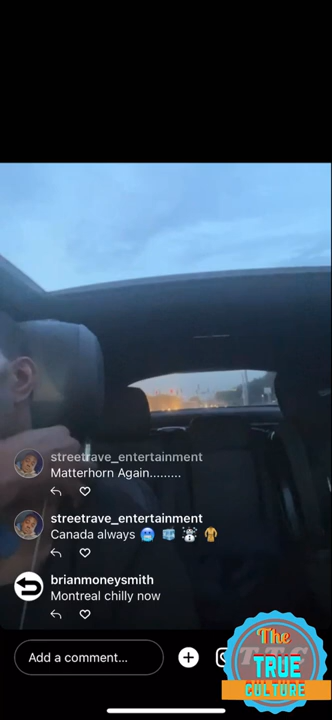 streetrave_entertainment
Matterhorn Again.........
streetrave_entertainment
Canada always 🥶 🧊 ☃️ 🧥
brianmoneysmith
Montreal chilly now
Add a comment...
The
TRUE
CULTURE